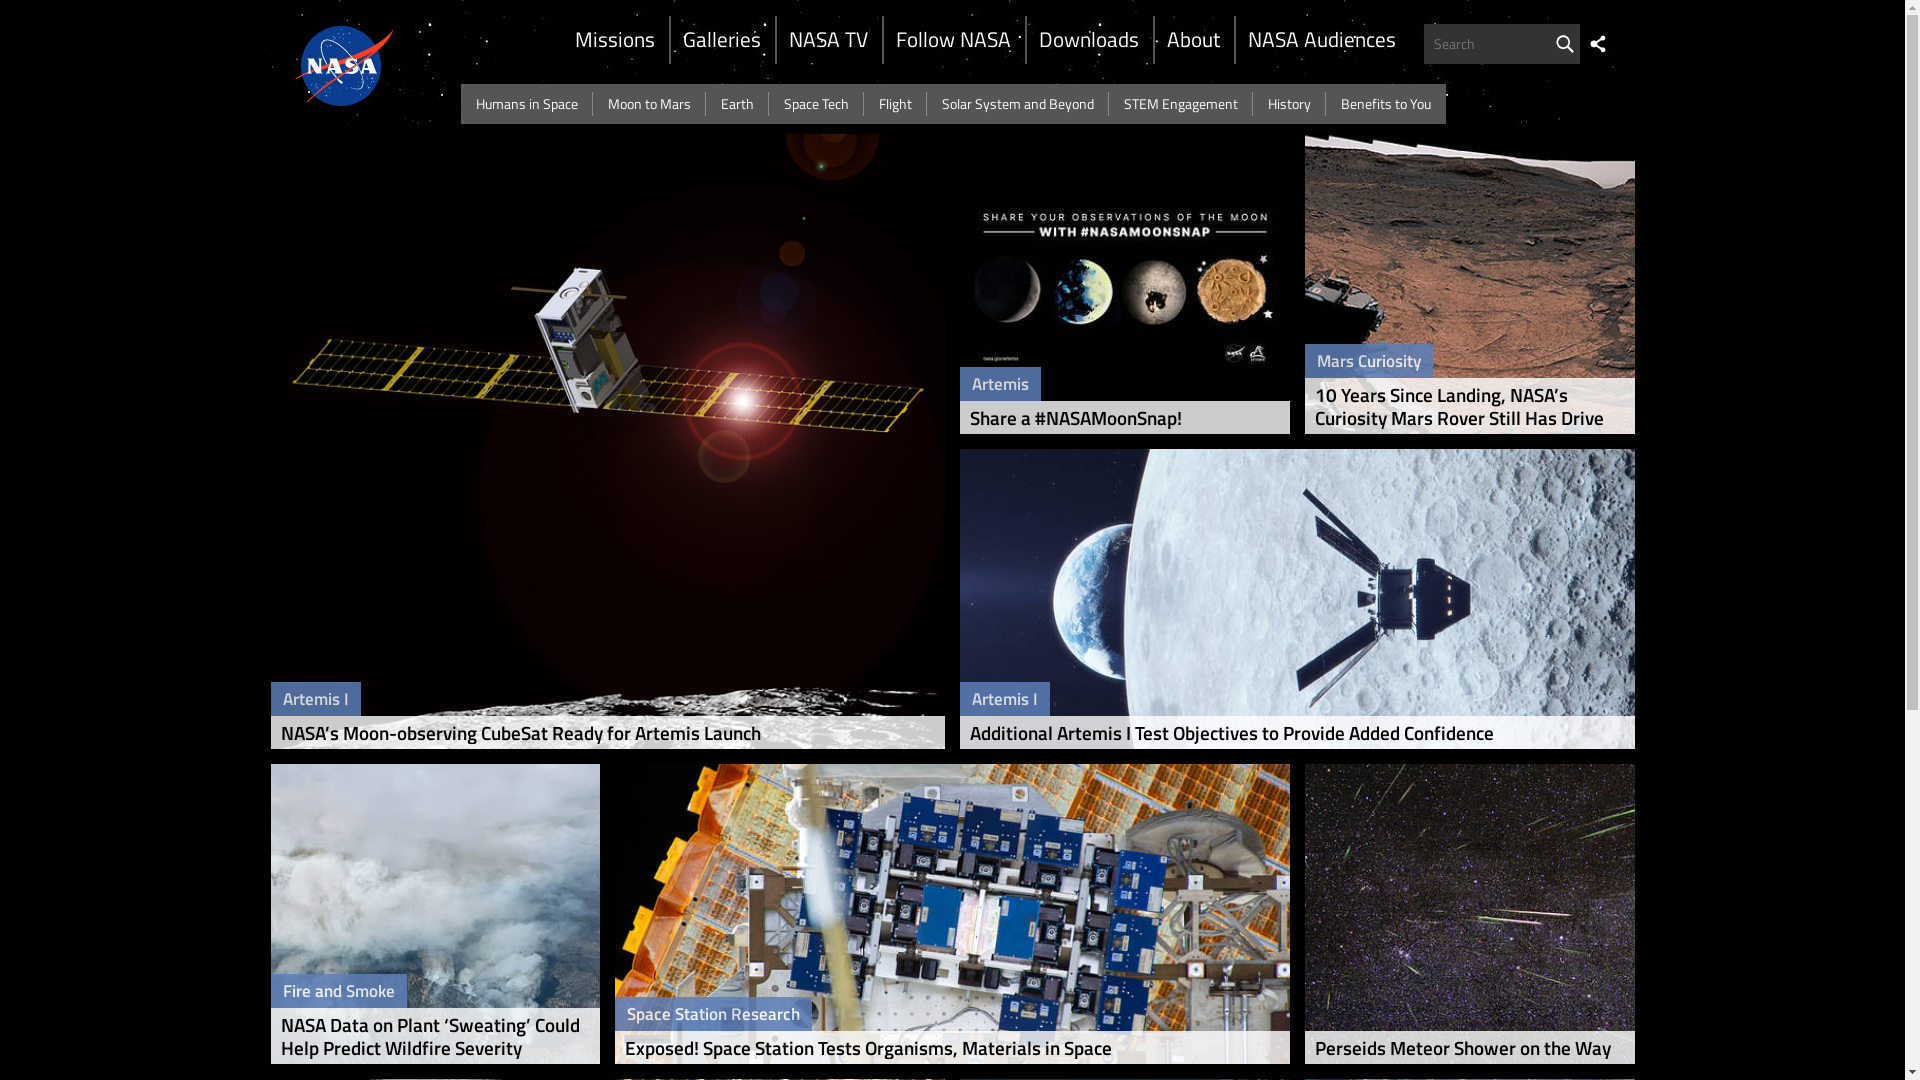 NASA
Missions
Galleries
NASA TV
Follow NASA
Downloads
About
NASA Audiences
Search
Humans in Space
Moon to Mars
Earth
Space Tech
Flight
Solar System and Beyond
STEM Engagement
History
Benefits to You
Artemis I
NASA’s Moon-observing CubeSat Ready for Artemis Launch
SHARE YOUR OBSERVATIONS OF THE MOON
WITH #NASAMOONSNAP
Artemis
Share a #NASAMoonSnap!
Mars Curiosity
10 Years Since Landing, NASA’s
Curiosity Mars Rover Still Has Drive
Artemis I
Additional Artemis I Test Objectives to Provide Added Confidence
Fire and Smoke
NASA Data on Plant ‘Sweating’ Could
Help Predict Wildfire Severity
Space Station Research
Exposed! Space Station Tests Organisms, Materials in Space
Perseids Meteor Shower on the Way